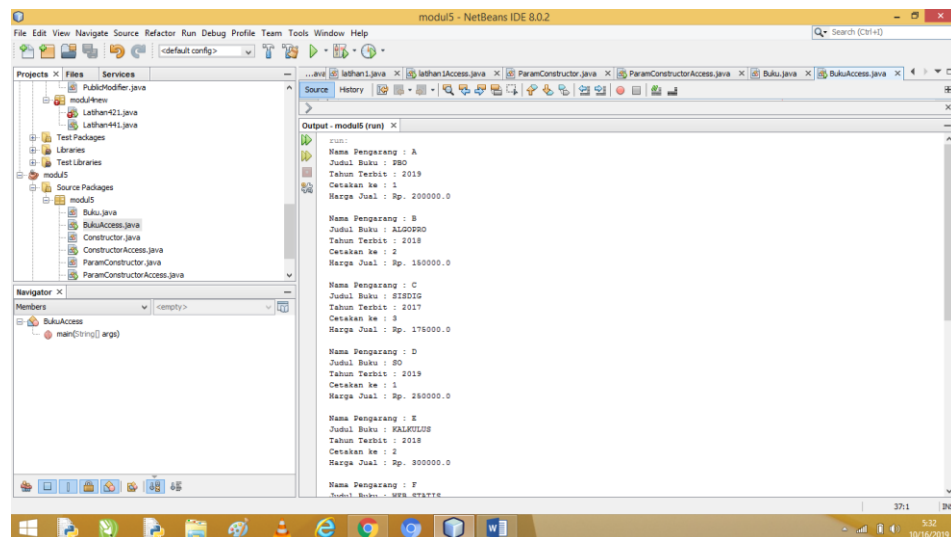 modul5 - NetBeans IDE 8.0.2
File Edit View Navigate Source Refactor Run Debug Profile Team Tools Window Help
Search (Ctrl+I)
<default config>
Projects Files Services
PublicModifier.java
modul4new
Latihan421.java
Latihan441.java
Test Packages
Libraries
Test Libraries
modul5
Source Packages
modul5
Buku.java
BukuAccess.java
Constructor.java
ConstructorAccess.java
ParamConstructor.java
ParamConstructorAccess.java
Navigator
Members <empty>
BukuAccess
main(String[] args)
...ava lathan1.java lathan1Access.java ParamConstructor.java ParamConstructorAccess.java Buku.java BukuAccess.java
Source History
Output - modul5 (run)
run:
Nama Pengarang : A
Judul Buku : PBO
Tahun Terbit : 2019
Cetakan ke : 1
Harga Jual : Rp. 200000.0
Nama Pengarang : B
Judul Buku : ALGOPRO
Tahun Terbit : 2018
Cetakan ke : 2
Harga Jual : Rp. 150000.0
Nama Pengarang : C
Judul Buku : SISDIG
Tahun Terbit : 2017
Cetakan ke : 3
Harga Jual : Rp. 175000.0
Nama Pengarang : D
Judul Buku : SO
Tahun Terbit : 2019
Cetakan ke : 1
Harga Jual : Rp. 250000.0
Nama Pengarang : E
Judul Buku : KALKULUS
Tahun Terbit : 2018
Cetakan ke : 2
Harga Jual : Rp. 300000.0
Nama Pengarang : F
Judul Buku : WEB STATIS
37:1
5:32
10/16/2019